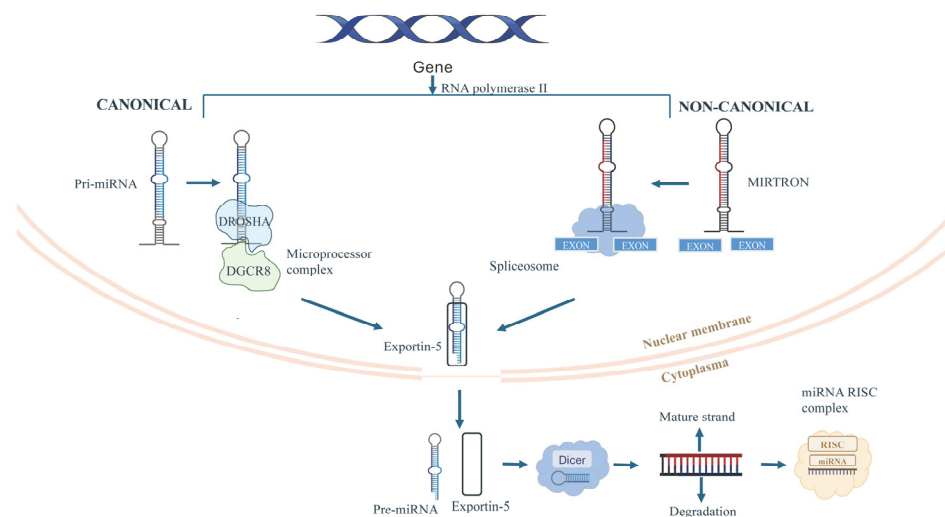 Gene
RNA polymerase II
CANONICAL
NON-CANONICAL
Pri-miRNA
MIRTRON
DROSHA
DGCR8
Microprocessor
complex
EXON
EXON
EXON
EXON
Spliceosome
Exportin-5
Nuclear membrane
Cytoplasma
miRNA RISC
complex
Mature strand
RISC
miRNA
Dicer
Pre-miRNA
Exportin-5
Degradation